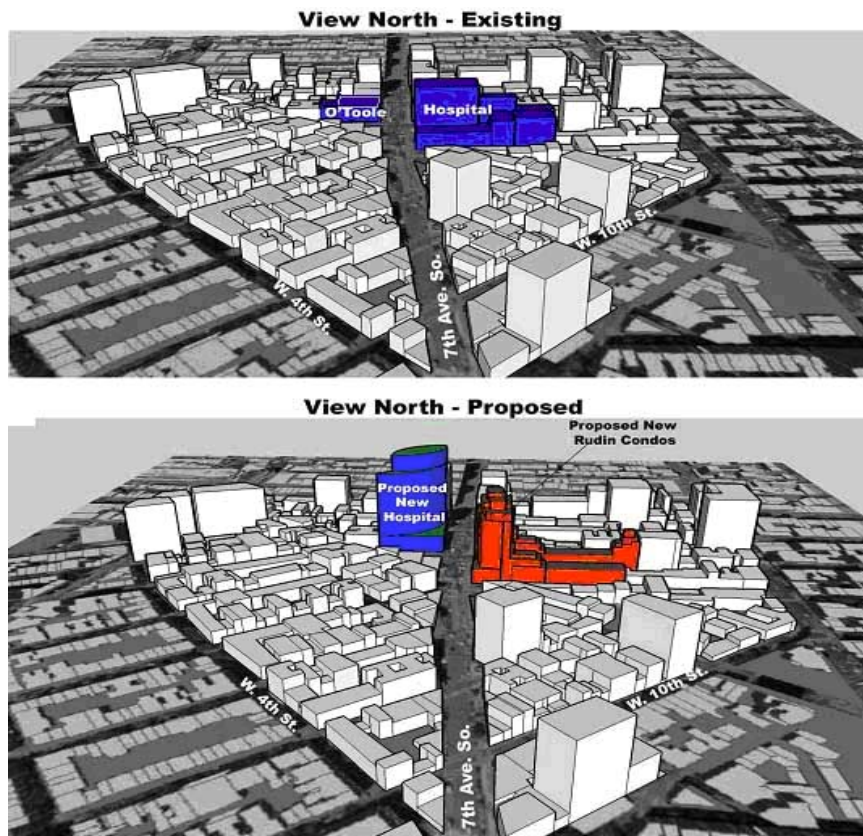 View North - Existing
O'Toole
Hospital
W. 10th St.
7th Ave. So.
W. 4th St.
View North - Proposed
Proposed New
Rudin Condos
Proposed
New
Hospital
W. 10th St.
W. 4th St.
7th Ave. So.